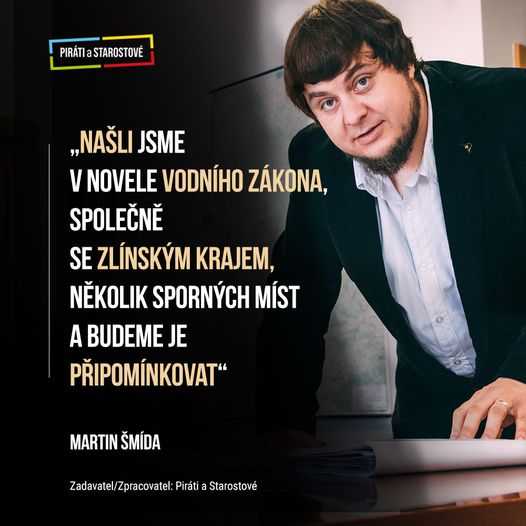 PIRÁTI a STAROSTOVÉ
„NAŠLI JSME
V NOVELE VODNÍHO ZÁKONA,
SPOLEČNĚ
SE ZLÍNSKÝM KRAJEM,
NĚKOLIK SPORNÝCH MÍST
A BUDEME JE
PŘIPOMÍNKOVAT“
MARTIN ŠMÍDA
Zadavatel/Zpracovatel: Piráti a Starostové